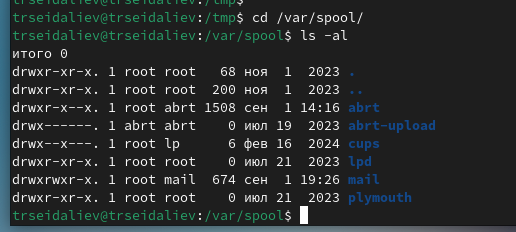 trseidaliev@trseidaliev:/tmp$
trseidaliev@trseidaliev:/tmp$ cd /var/spool/
trseidaliev@trseidaliev:/var/spool$ ls -al
итого 0
drwxr-xr-x. 1 root root   68 ноя  1  2023 .
drwxr-xr-x. 1 root root  200 ноя  1  2023 ..
drwxr-x--x. 1 root abrt 1508 сен  1 14:16 abrt
drwx------. 1 abrt abrt    0 июл 19  2023 abrt-upload
drwx--x---. 1 root lp      6 фев 16  2024 cups
drwxr-xr-x. 1 root root    0 июл 21  2023 lpd
drwxrwxr-x. 1 root mail  674 сен  1 19:26 mail
drwxr-xr-x. 1 root root    0 июл 21  2023 plymouth
trseidaliev@trseidaliev:/var/spool$